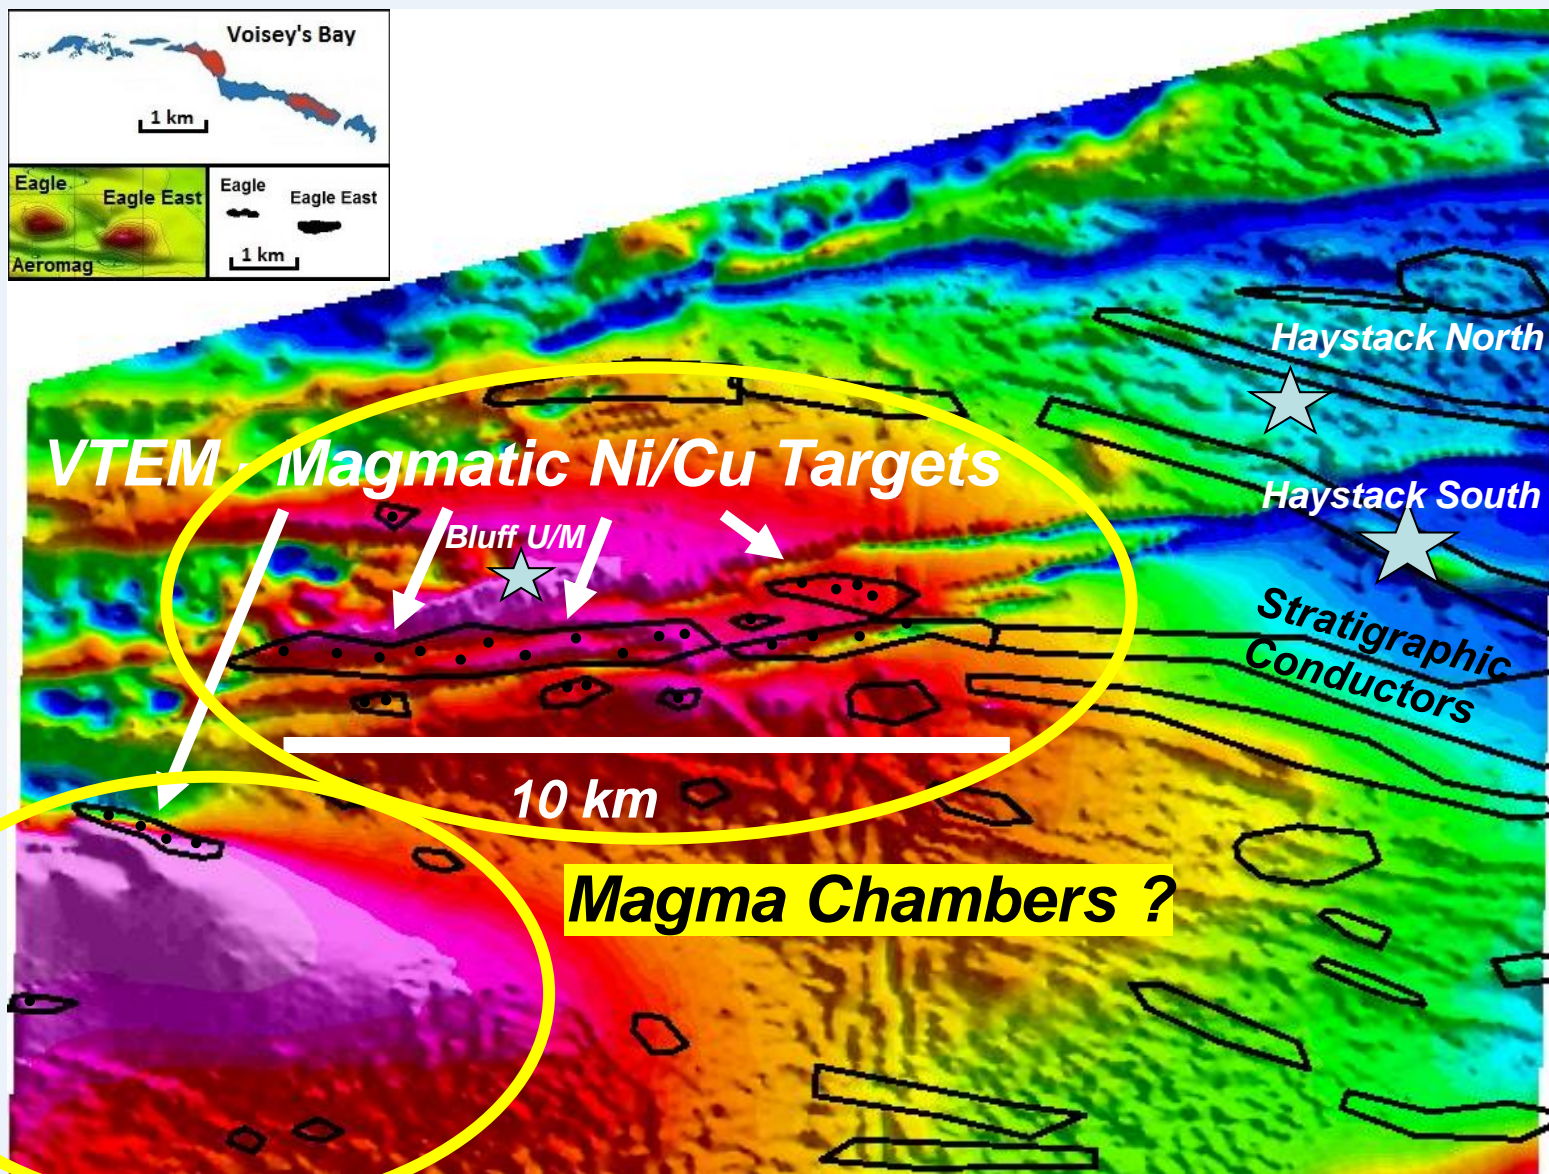 Voisey's Bay
1 km
Eagle
Eagle East
Aeromag
Eagle
Eagle East
1 km
Haystack North
VTEM - Magmatic Ni/Cu Targets
Haystack South
Bluff U/M
Stratigraphic
Conductors
10 km
Magma Chambers ?